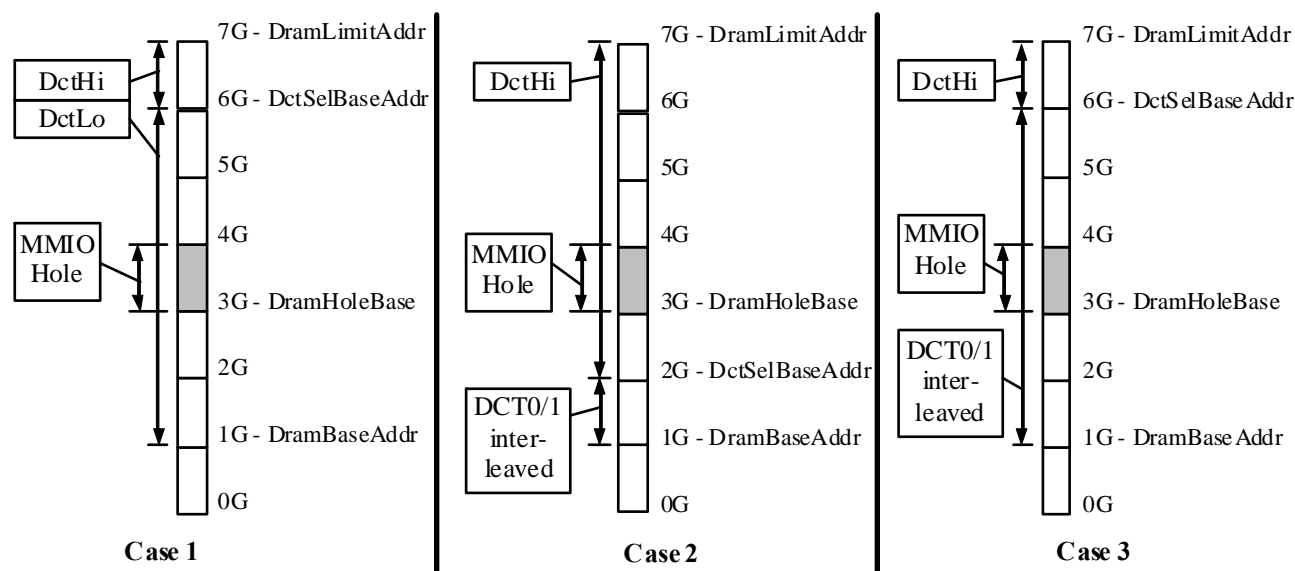 7G - DramLimitAddr
DctHi
6G - DctSelBaseAddr
DctLo
5G
4G
MMIO
Hole
3G - DramHoleBase
2G
1G - DramBaseAddr
0G
Case 1
7G - DramLimitAddr
DctHi
6G
5G
4G
MMIO
Hole
3G - DramHoleBase
2G - DctSelBaseAddr
DCT0/1
inter-
leaved
1G - DramBaseAddr
0G
Case 2
7G - DramLimitAddr
DctHi
6G - DctSelBaseAddr
5G
4G
MMIO
Hole
3G - DramHoleBase
2G
DCT0/1
inter-
leaved
1G - DramBaseAddr
0G
Case 3